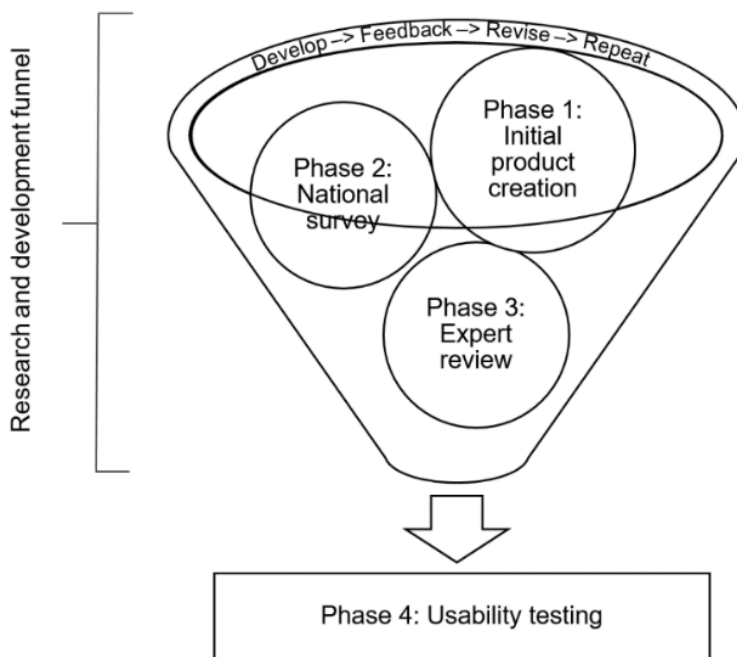 Develop –> Feedback –> Revise –> Repeat
Phase 1:
Initial
product
creation
Phase 2:
National
survey
Phase 3:
Expert
review
Research and development funnel
Phase 4: Usability testing